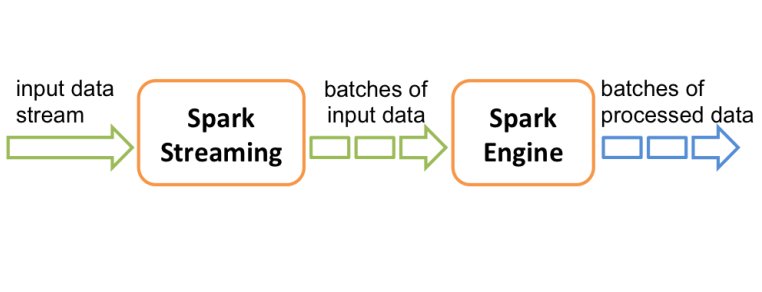 input data
stream
Spark
Streaming
batches of
input data
Spark
Engine
batches of
processed data